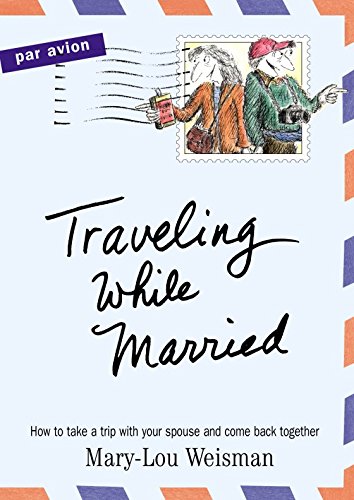 par avion
Traveling
While
Married
How to take a trip with your spouse and come back together
Mary-Lou Weisman